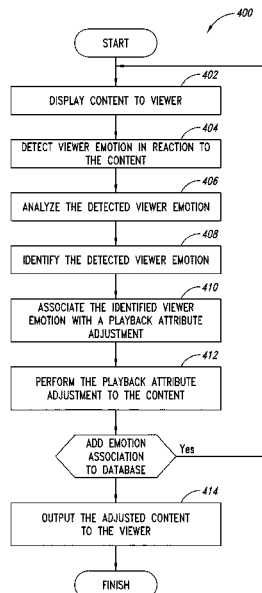 400
START
402
DISPLAY CONTENT TO VIEWER
404
DETECT VIEWER EMOTION IN REACTION TO
THE CONTENT
406
ANALYZE THE DETECTED VIEWER EMOTION
408
IDENTIFY THE DETECTED VIEWER EMOTION
410
ASSOCIATE THE IDENTIFIED VIEWER
EMOTION WITH A PLAYBACK ATTRIBUTE
ADJUSTMENT
412
PERFORM THE PLAYBACK ATTRIBUTE
ADJUSTMENT TO THE CONTENT
ADD EMOTION
ASSOCIATION
TO DATABASE
Yes
414
OUTPUT THE ADJUSTED CONTENT
TO THE VIEWER
FINISH